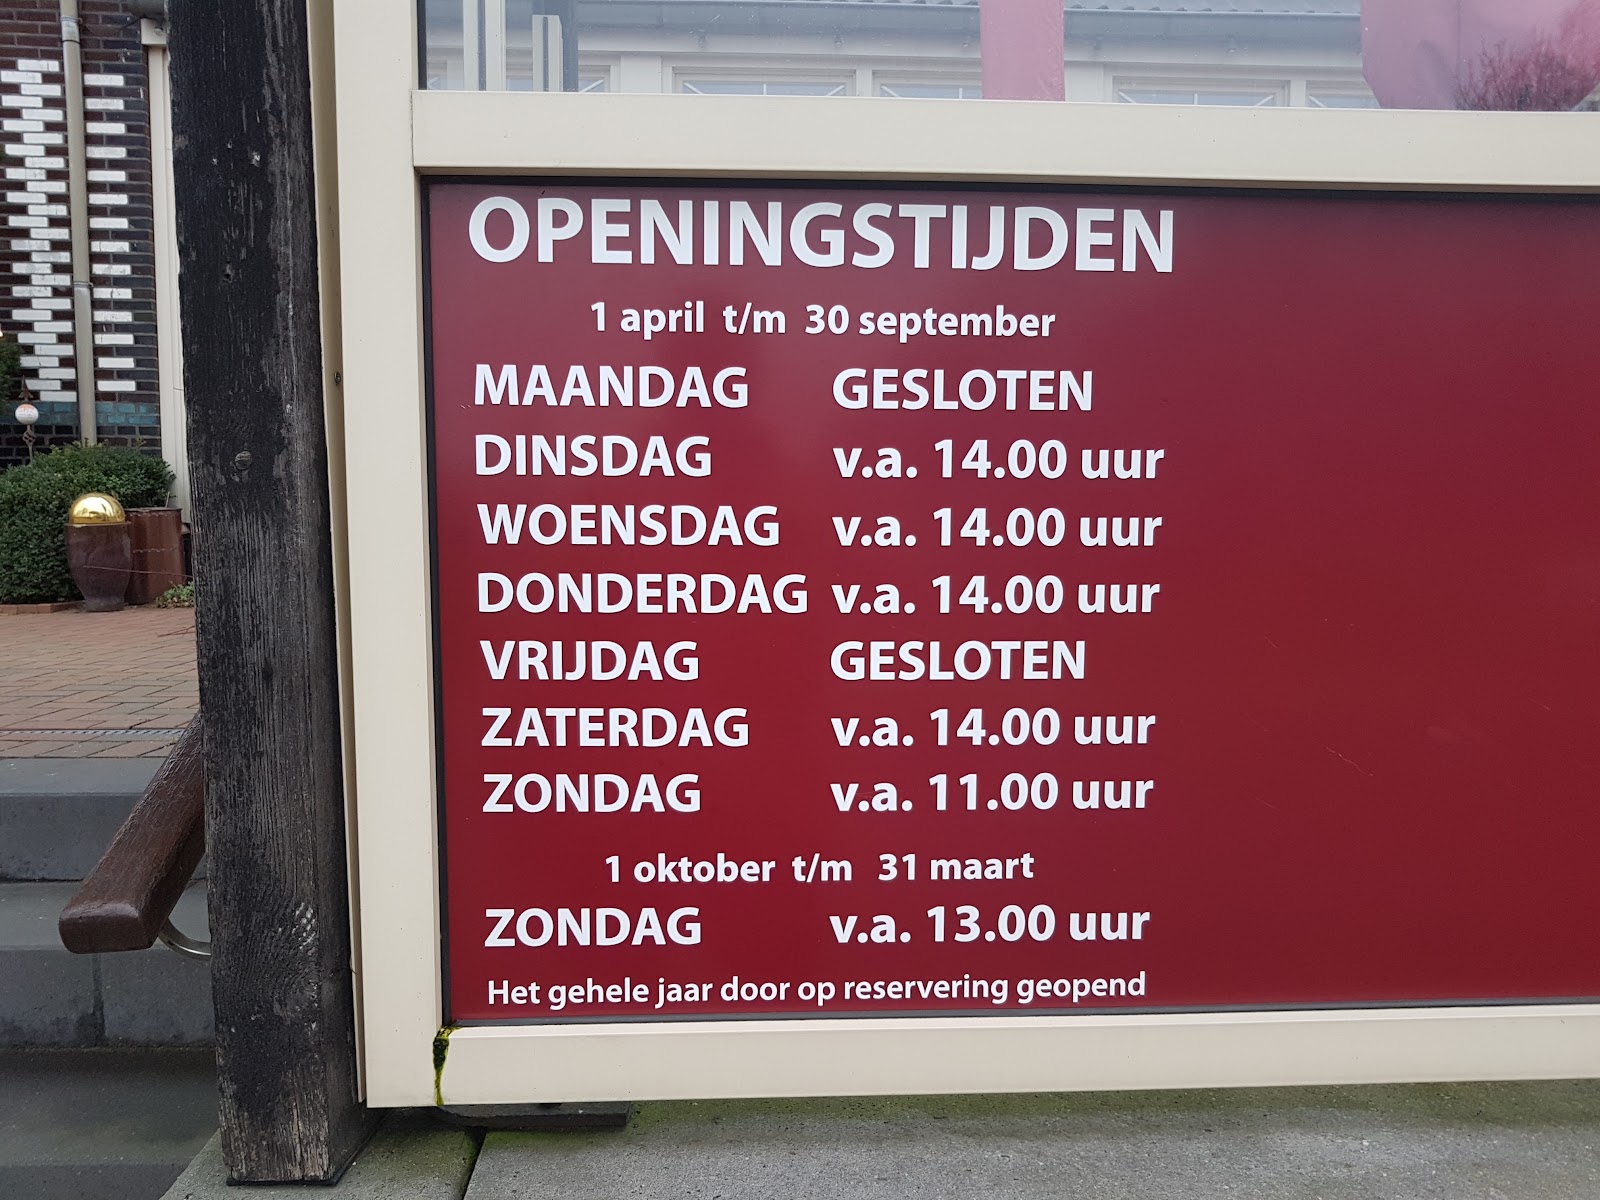 OPENINGSTIJDEN
1 april t/m 30 september
MAANDAG GESLOTEN
DINSDAG v.a. 14.00 uur
WOENSDAG v.a. 14.00 uur
DONDERDAG v.a. 14.00 uur
VRIJDAG GESLOTEN
ZATERDAG v.a. 14.00 uur
ZONDAG v.a. 11.00 uur
1 oktober t/m 31 maart
ZONDAG v.a. 13.00 uur
Het gehele jaar door op reservering geopend